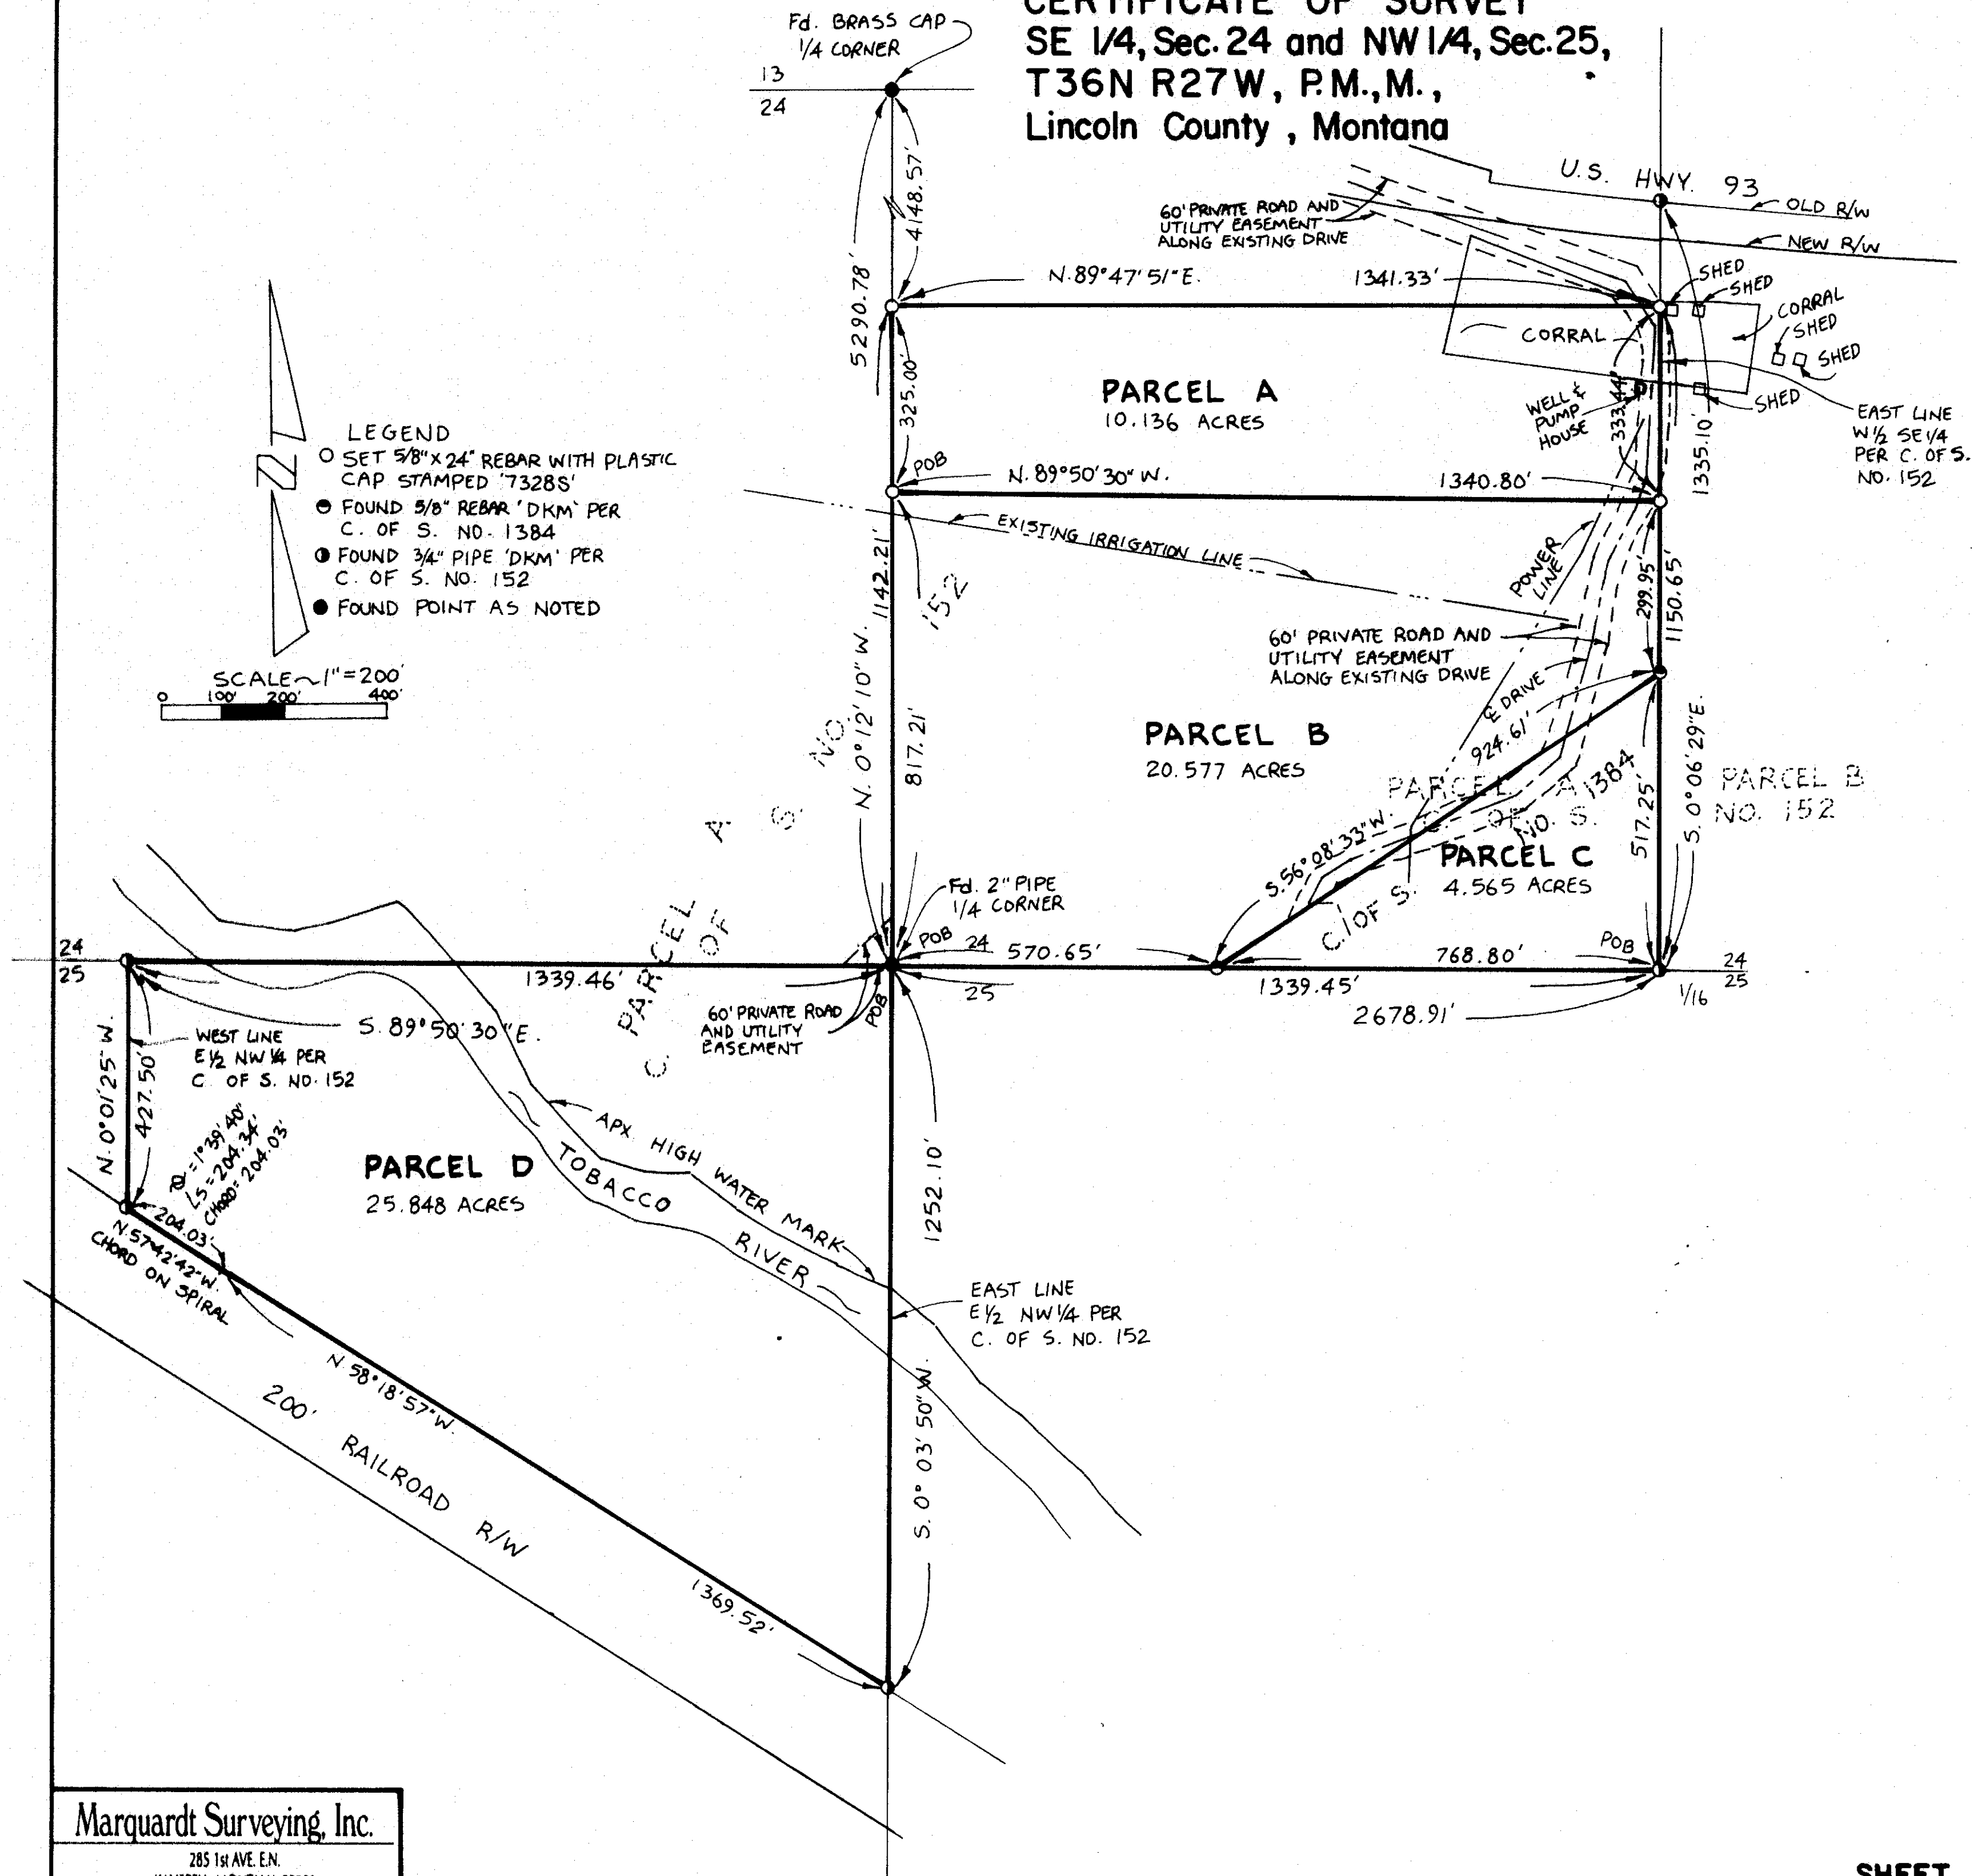 CERTIFICATE OF SURVEY
SE 1/4, Sec. 24 and NW 1/4, Sec. 25,
T36N R27W, P.M.,M.,
Lincoln County , Montana
Fd. BRASS CAP
1/4 CORNER
13
24
5290.78'
4148.57'
U.S. HWY. 93
OLD R/W
NEW R/W
60' PRIVATE ROAD AND
UTILITY EASEMENT
ALONG EXISTING DRIVE
N.89°47'51"E.
1341.33'
SHED
SHED
CORRAL
SHED
SHED
SHED
CORRAL
325.00'
PARCEL A
10.136 ACRES
WELL &
PUMP
HOUSE
333.44'
1335.10'
EAST LINE
W 1/2 SE 1/4
PER C. OF S.
NO. 152
LEGEND
SET 5/8" X 24" REBAR WITH PLASTIC
CAP STAMPED '7328S'
FOUND 5/8" REBAR 'DKM' PER
C. OF S. NO. 1384
FOUND 3/4" PIPE 'DKM' PER
C. OF S. NO. 152
FOUND POINT AS NOTED
N
SCALE~1"=200'
0 100' 200' 400'
POB
N. 89°50'30" W.
1340.80'
EXISTING IRRIGATION LINE
1142.21'
POWER
LINE
299.95'
1150.65'
60' PRIVATE ROAD AND
UTILITY EASEMENT
ALONG EXISTING DRIVE
℄ DRIVE
N. 0°12'10" W.
817.21'
PARCEL B
20.577 ACRES
924.61'
S.56°08'33"W.
PARCEL A
C. OF S.
NO. 1384
517.25'
S. 0°06'29"E.
PARCEL B
NO. 152
C. OF S.
PARCEL C
4.565 ACRES
PARCEL A
C. OF S. NO. 152
Fd. 2" PIPE
1/4 CORNER
POB
24
25
570.65'
768.80'
POB
24
25
1/16
1339.45'
2678.91'
24
25
1339.46'
S. 89°50'30"E.
60' PRIVATE ROAD
AND UTILITY
EASEMENT
POB
WEST LINE
E 1/2 NW 1/4 PER
C. OF S. NO. 152
N. 0°01'25" W.
427.50'
=1°39'40"
LS=204.34'
CHORD=204.03'
204.03'
N.57°42'42"W.
CHORD ON SPIRAL
PARCEL D
25.848 ACRES
APX. HIGH WATER MARK
TOBACCO RIVER
1252.10'
EAST LINE
E 1/2 NW 1/4 PER
C. OF S. NO. 152
S. 0°03'50" W.
N. 58°18'57" W.
1369.52'
200' RAILROAD R/W
Marquardt Surveying, Inc.
285 1st AVE. E.N.
SHEET